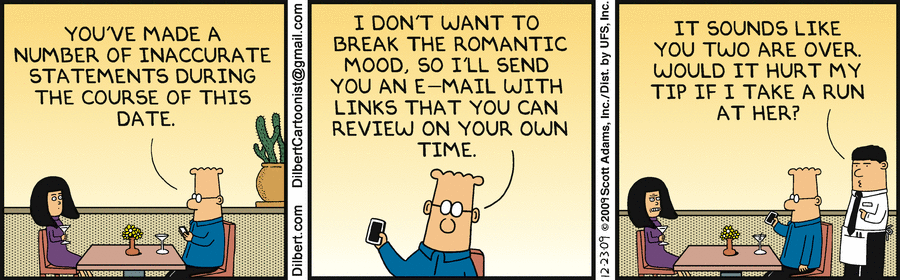 YOU'VE MADE A
NUMBER OF INACCURATE
STATEMENTS DURING
THE COURSE OF THIS
DATE.
Dilbert.com DilbertCartoonist@gmail.com
I DON'T WANT TO
BREAK THE ROMANTIC
MOOD, SO I'LL SEND
YOU AN E-MAIL WITH
LINKS THAT YOU CAN
REVIEW ON YOUR OWN
TIME.
12-23-09 ©2009 Scott Adams, Inc./Dist. by UFS, Inc.
IT SOUNDS LIKE
YOU TWO ARE OVER.
WOULD IT HURT MY
TIP IF I TAKE A RUN
AT HER?